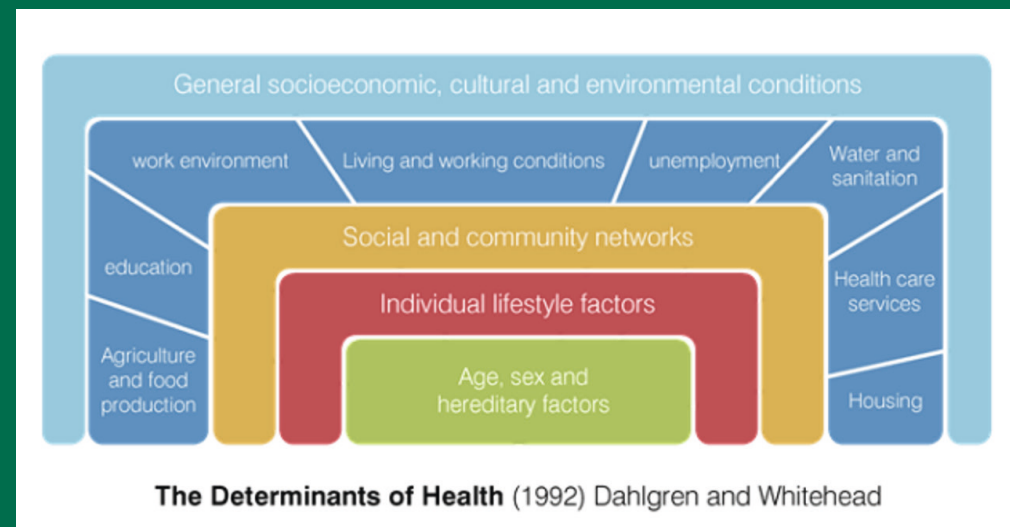 General socioeconomic, cultural and environmental conditions
work environment
Living and working conditions
unemployment
Water and
sanitation
education
Health care
services
Agriculture
and food
production
Housing
Social and community networks
Individual lifestyle factors
Age, sex and
hereditary factors
The Determinants of Health (1992) Dahlgren and Whitehead